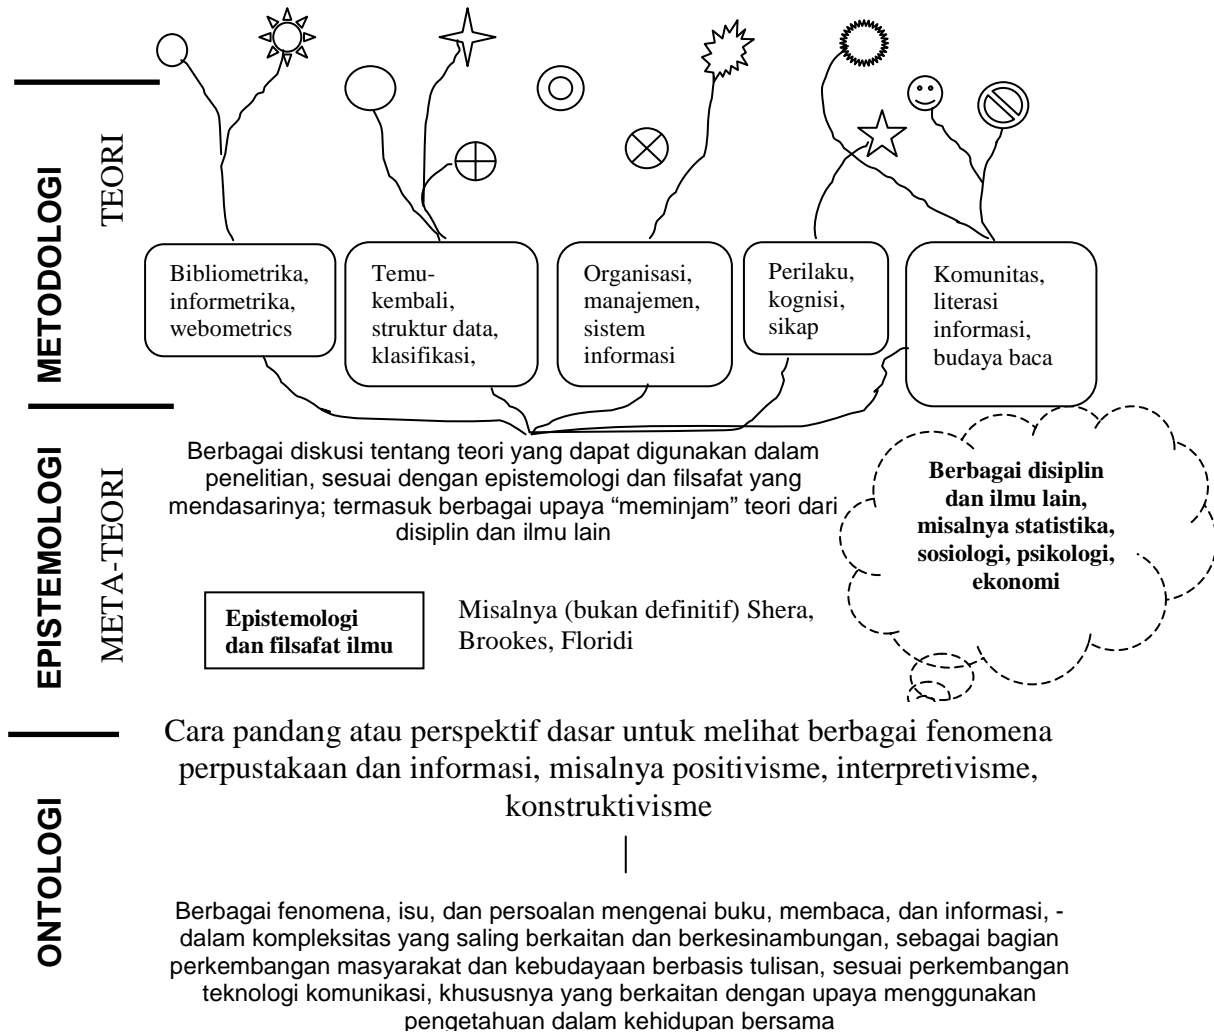 METODOLOGI
TEORI
Bibliometrika,
informetrika,
webometrics
Temu-
kembali,
struktur data,
klasifikasi,
Organisasi,
manajemen,
sistem
informasi
Perilaku,
kognisi,
sikap
Komunitas,
literasi
informasi,
budaya baca
EPISTEMOLOGI
META-TEORI
Berbagai diskusi tentang teori yang dapat digunakan dalam
penelitian, sesuai dengan epistemologi dan filsafat yang
mendasarinya; termasuk berbagai upaya “meminjam” teori dari
disiplin dan ilmu lain
Berbagai disiplin
dan ilmu lain,
misalnya statistika,
sosiologi, psikologi,
ekonomi
Epistemologi
dan filsafat ilmu
Misalnya (bukan definitif) Shera,
Brookes, Floridi
ONTOLOGI
Cara pandang atau perspektif dasar untuk melihat berbagai fenomena
perpustakaan dan informasi, misalnya positivisme, interpretivisme,
konstruktivisme
Berbagai fenomena, isu, dan persoalan mengenai buku, membaca, dan informasi, -
dalam kompleksitas yang saling berkaitan dan berkesinambungan, sebagai bagian
perkembangan masyarakat dan kebudayaan berbasis tulisan, sesuai perkembangan
teknologi komunikasi, khususnya yang berkaitan dengan upaya menggunakan
pengetahuan dalam kehidupan bersama